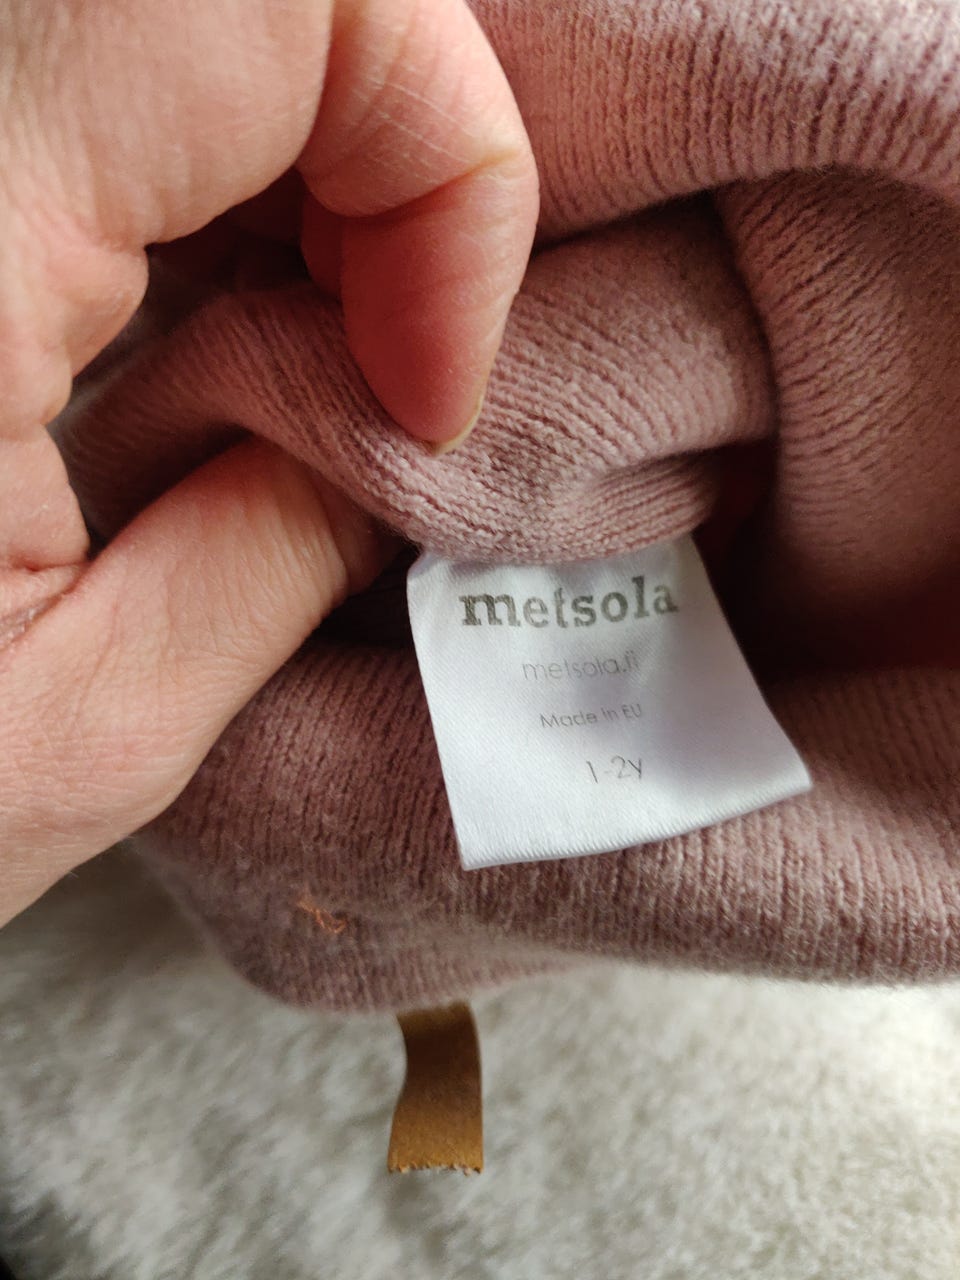 metsola
metsola.fi
Made in EU
1-2y